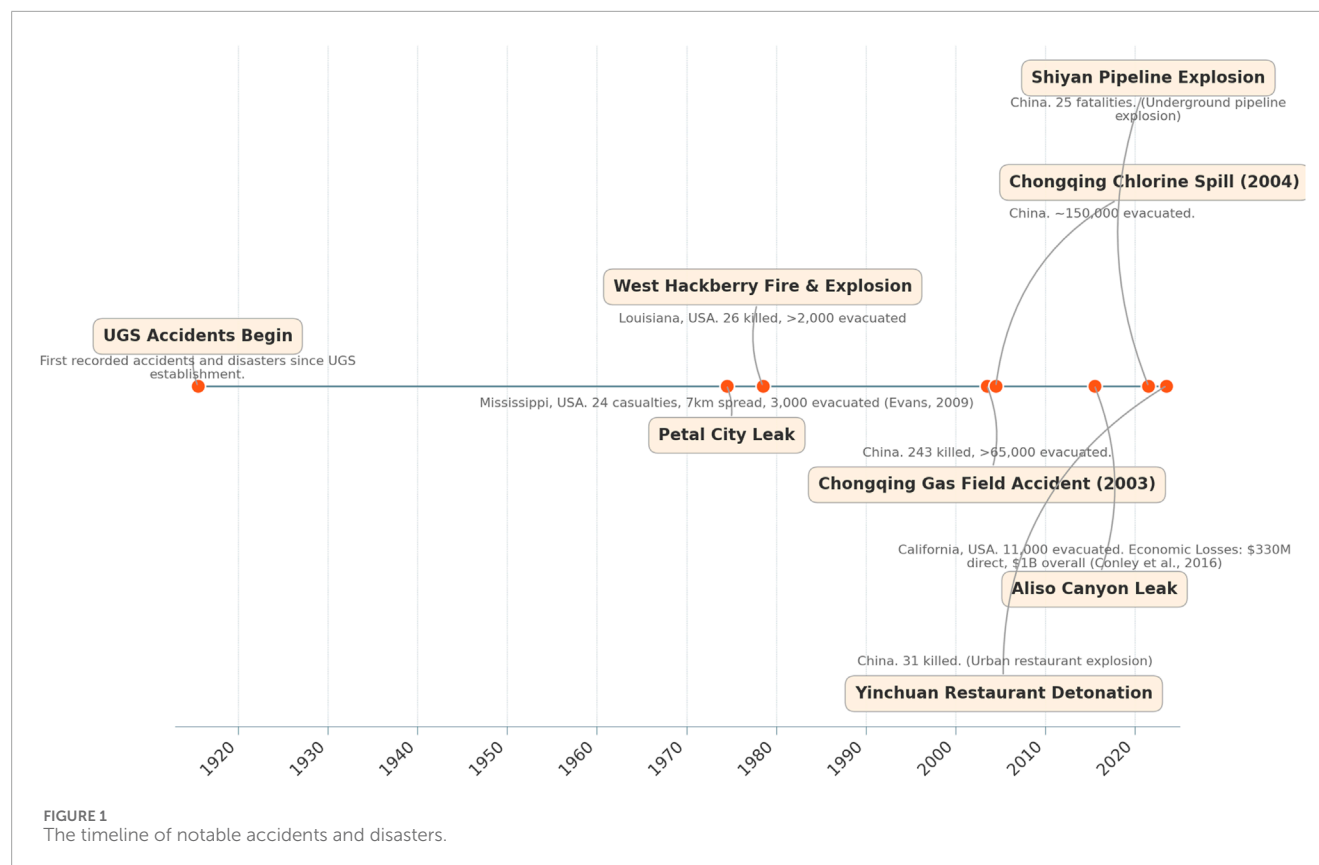 Shiyan Pipeline Explosion
China. 25 fatalities. (Underground pipeline
explosion)
Chongqing Chlorine Spill (2004)
China. ~150,000 evacuated.
West Hackberry Fire & Explosion
Louisiana, USA. 26 killed, >2,000 evacuated
UGS Accidents Begin
First recorded accidents and disasters since UGS
establishment.
Mississippi, USA. 24 casualties, 7km spread, 3,000 evacuated (Evans, 2009)
Petal City Leak
China. 243 killed, >65,000 evacuated.
Chongqing Gas Field Accident (2003)
California, USA. 11,000 evacuated. Economic Losses: $330M
direct, $1B overall (Conley et al., 2016)
Aliso Canyon Leak
China. 31 killed. (Urban restaurant explosion)
Yinchuan Restaurant Detonation
1920
1930
1940
1950
1960
1970
1980
1990
2000
2010
2020
FIGURE 1
The timeline of notable accidents and disasters.